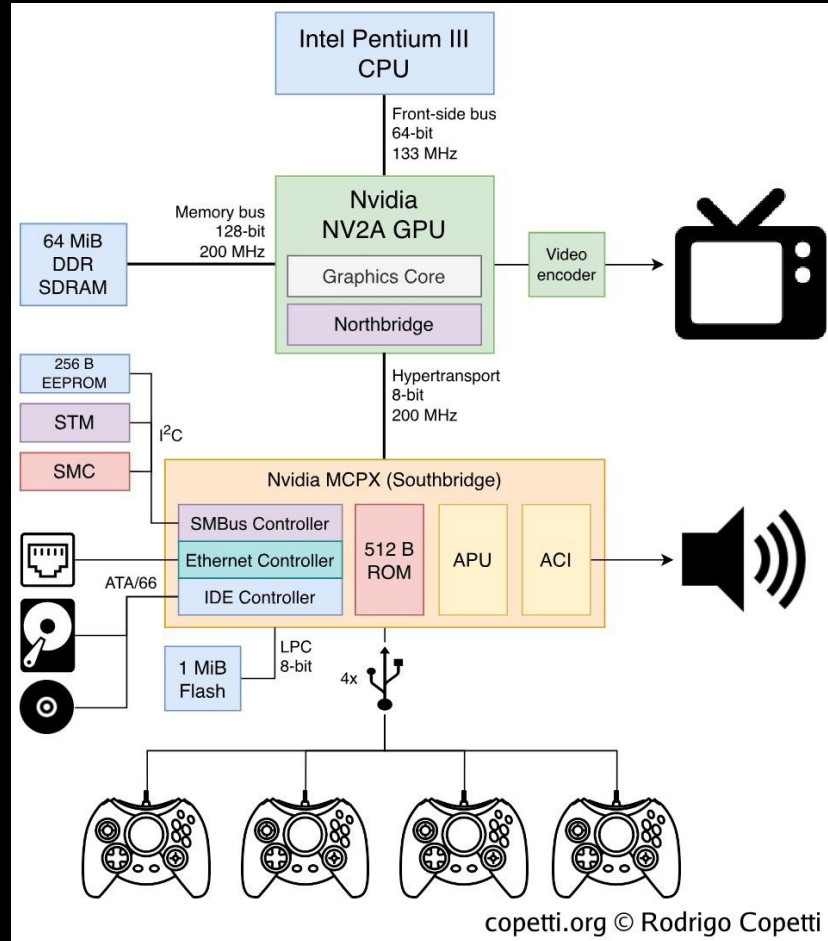 Intel Pentium III
CPU
Front-side bus
64-bit
133 MHz
Nvidia
NV2A GPU
Graphics Core
Northbridge
Memory bus
128-bit
200 MHz
64 MiB
DDR
SDRAM
Video
encoder
256 B
EEPROM
STM
SMC
I²C
Hypertransport
8-bit
200 MHz
Nvidia MCPX (Southbridge)
SMBus Controller
Ethernet Controller
IDE Controller
512 B
ROM
APU
ACI
ATA/66
1 MiB
Flash
LPC
8-bit
4x
copetti.org © Rodrigo Copetti